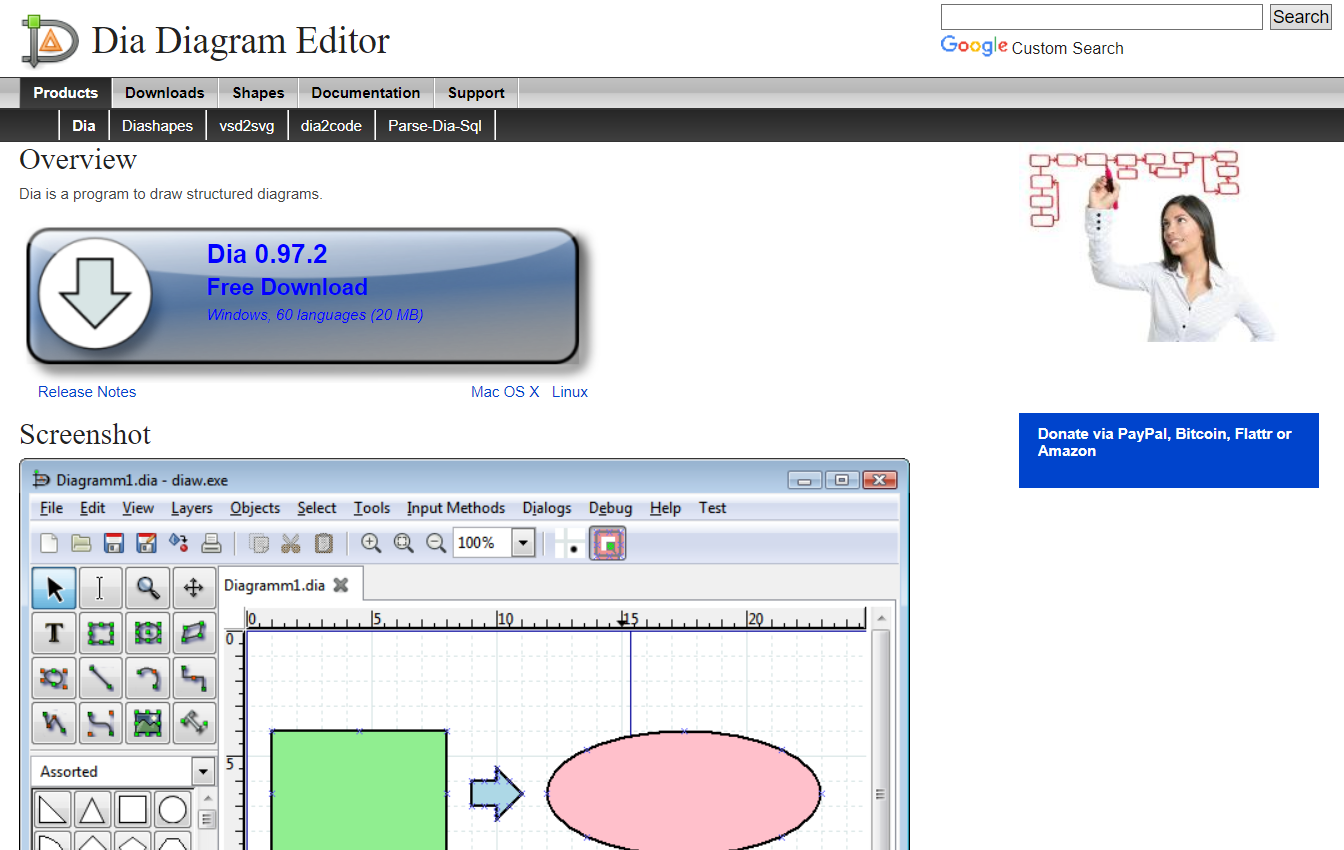 Dia Diagram Editor
Search
Google Custom Search
Products Downloads Shapes Documentation Support
Dia Diashapes vsd2svg dia2code Parse-Dia-Sql
Overview
Dia is a program to draw structured diagrams.
Dia 0.97.2
Free Download
Windows, 60 languages (20 MB)
Release Notes
Mac OS X Linux
Donate via PayPal, Bitcoin, Flattr or
Amazon
Screenshot
Diagramm1.dia - diaw.exe
File Edit View Layers Objects Select Tools Input Methods Dialogs Debug Help Test
100%
Diagramm1.dia
0 5 10 15 20
T
0
5
Assorted